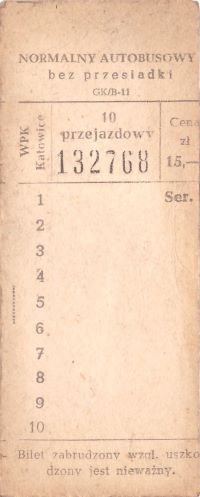 NORMALNY AUTOBUSOWY
bez przesiadki
GK/B-11
WPK
Katowice
10
przejazdowy
132768
Cena
zł
15,—
Ser.
1
2
3
4
5
6
7
8
9
10
Bilet zabrudzony wzgl. uszko
dzony jest nieważny.